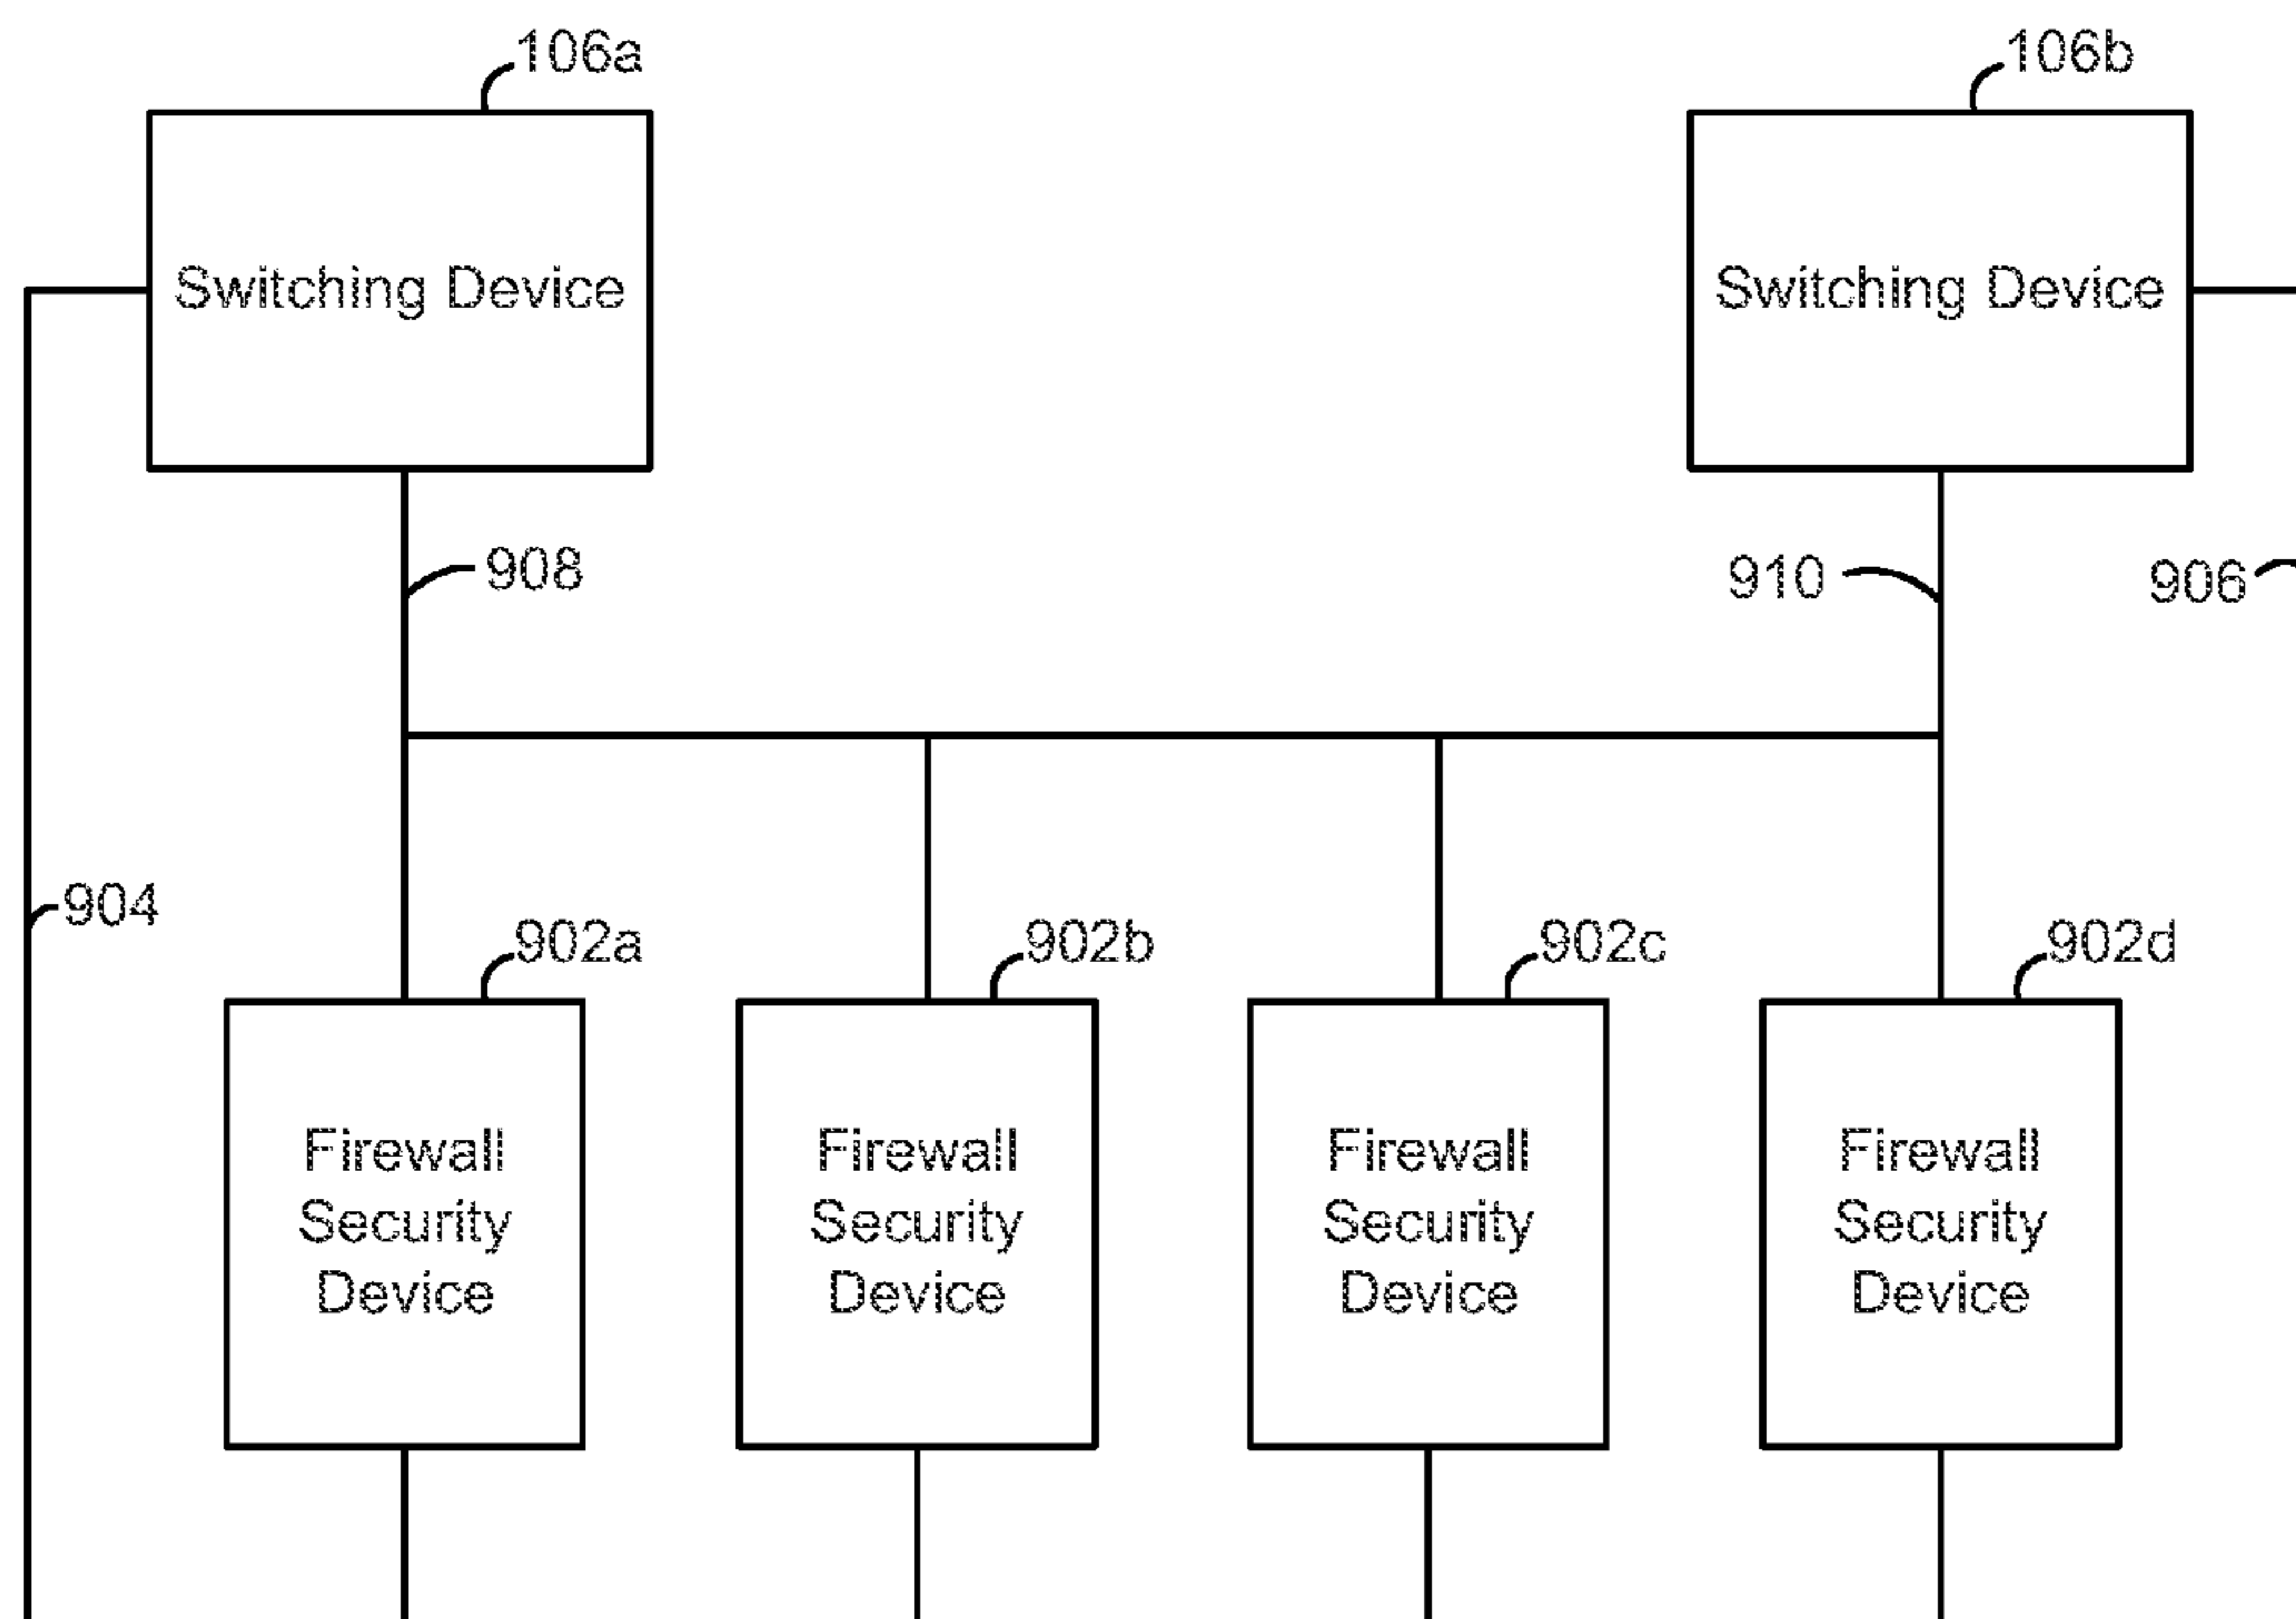 106a
106b
Switching Device
Switching Device
908
910
906
904
902a
902b
902c
902d
Firewall
Security
Device
Firewall
Security
Device
Firewall
Security
Device
Firewall
Security
Device